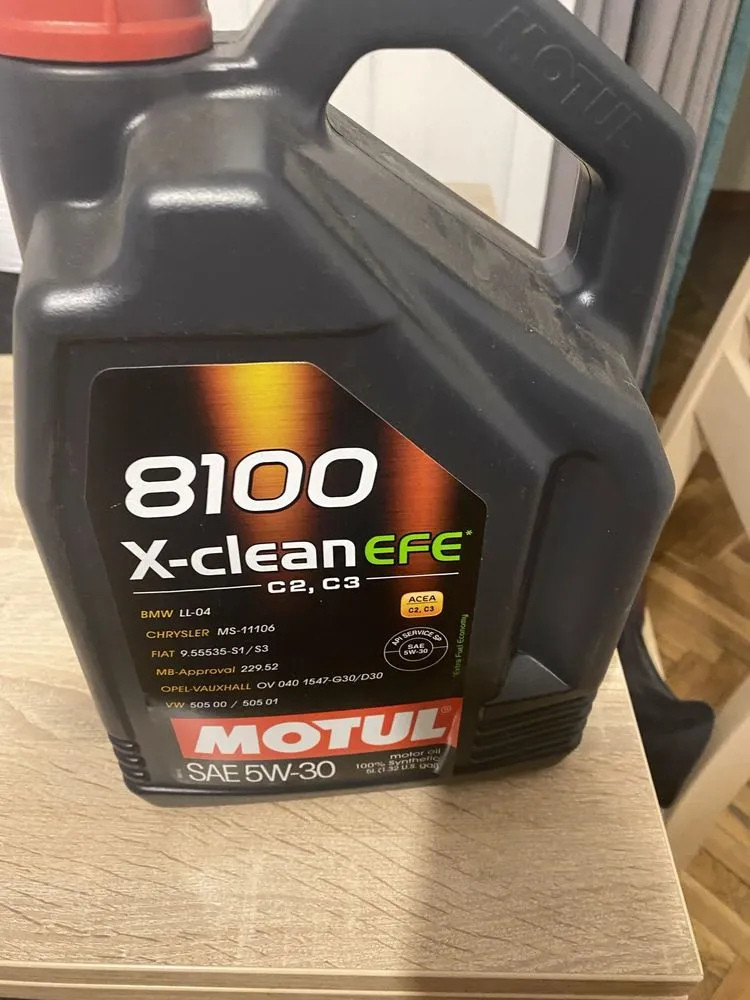 MOTUL
8100
X-clean EFE*
C2, C3
BMW LL-04
CHRYSLER MS-11106
FIAT 9.55535-S1 / S3
MB-Approval 229.52
OPEL-VAUXHALL OV 040 1547-G30/D30
VW 505 00 / 505 01
ACEA
C2, C3
API SERVICE SP
SAE
5W-30
*Extra Fuel Economy
MOTUL®
SAE 5W-30
motor oil
100% Synthetic
5L (1.32 U.S. gal)